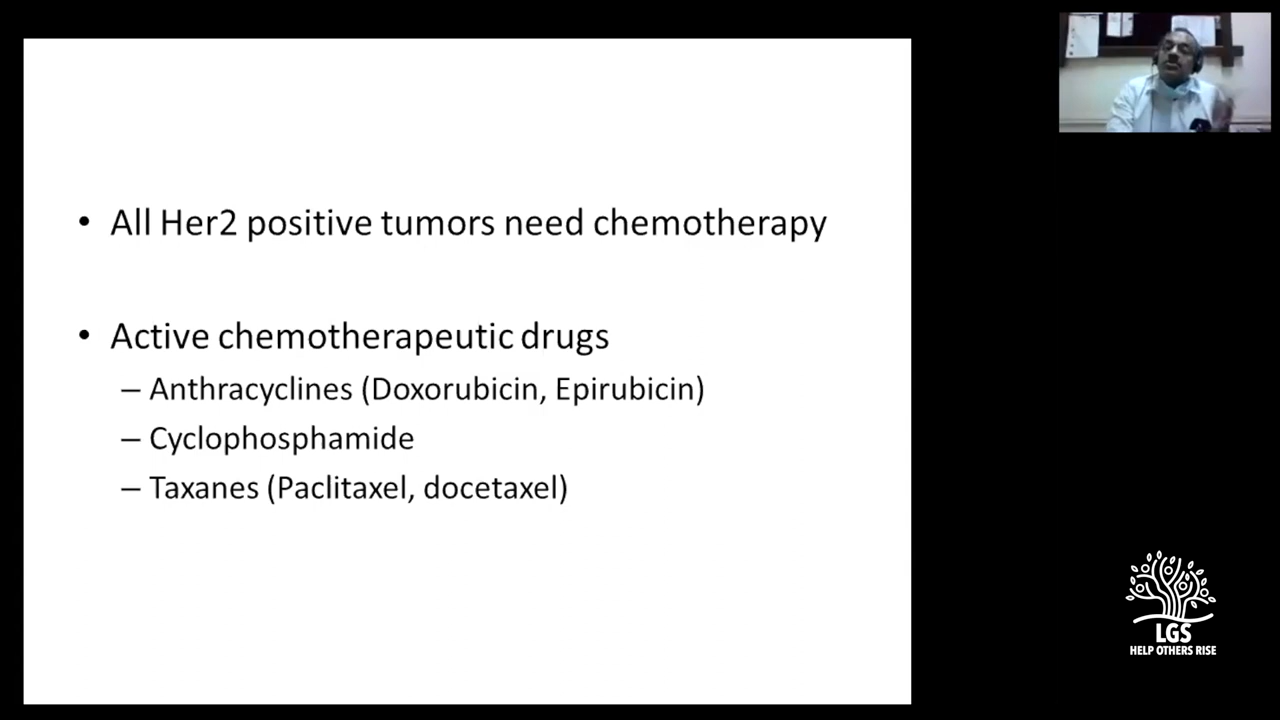 • All Her2 positive tumors need chemotherapy
• Active chemotherapeutic drugs
– Anthracyclines (Doxorubicin, Epirubicin)
– Cyclophosphamide
– Taxanes (Paclitaxel, docetaxel)
LGS
HELP OTHERS RISE